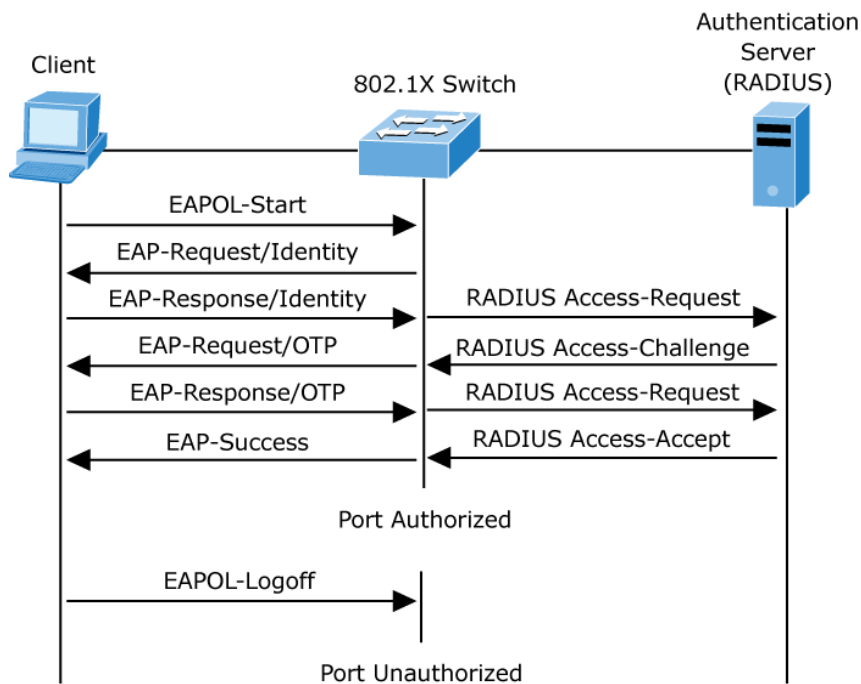 Authentication
Server
(RADIUS)
Client
802.1X Switch
EAPOL-Start
EAP-Request/Identity
EAP-Response/Identity
RADIUS Access-Request
EAP-Request/OTP
RADIUS Access-Challenge
EAP-Response/OTP
RADIUS Access-Request
EAP-Success
RADIUS Access-Accept
Port Authorized
EAPOL-Logoff
Port Unauthorized